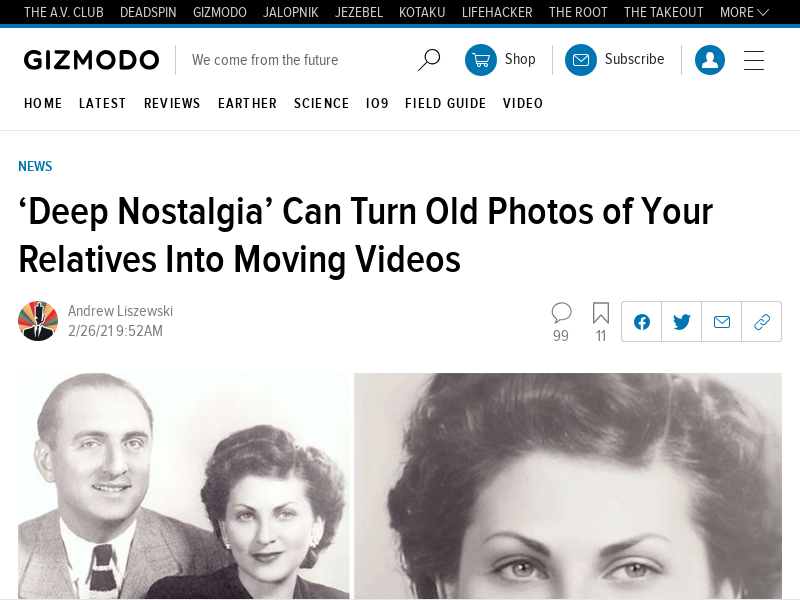 THE A.V. CLUB DEADSPIN GIZMODO JALOPNIK JEZEBEL KOTAKU LIFEHACKER THE ROOT THE TAKEOUT MORE
GIZMODO We come from the future Shop Subscribe
HOME LATEST REVIEWS EARTHER SCIENCE IO9 FIELD GUIDE VIDEO
NEWS
‘Deep Nostalgia’ Can Turn Old Photos of Your
Relatives Into Moving Videos
Andrew Liszewski
2/26/21 9:52AM
99 11